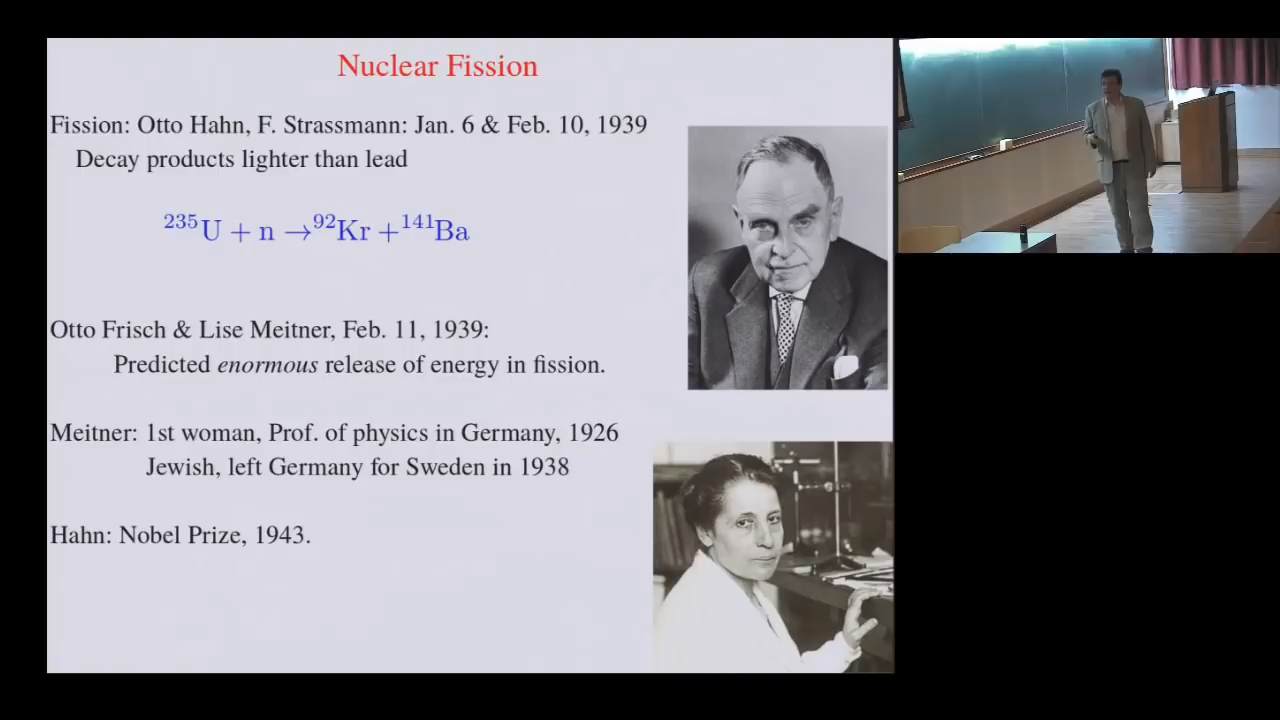 Nuclear Fission
Fission: Otto Hahn, F. Strassmann: Jan. 6 & Feb. 10, 1939
Decay products lighter than lead
²³⁵U + n →⁹²Kr +¹⁴¹Ba
Otto Frisch & Lise Meitner, Feb. 11, 1939:
Predicted enormous release of energy in fission.
Meitner: 1st woman, Prof. of physics in Germany, 1926
Jewish, left Germany for Sweden in 1938
Hahn: Nobel Prize, 1943.